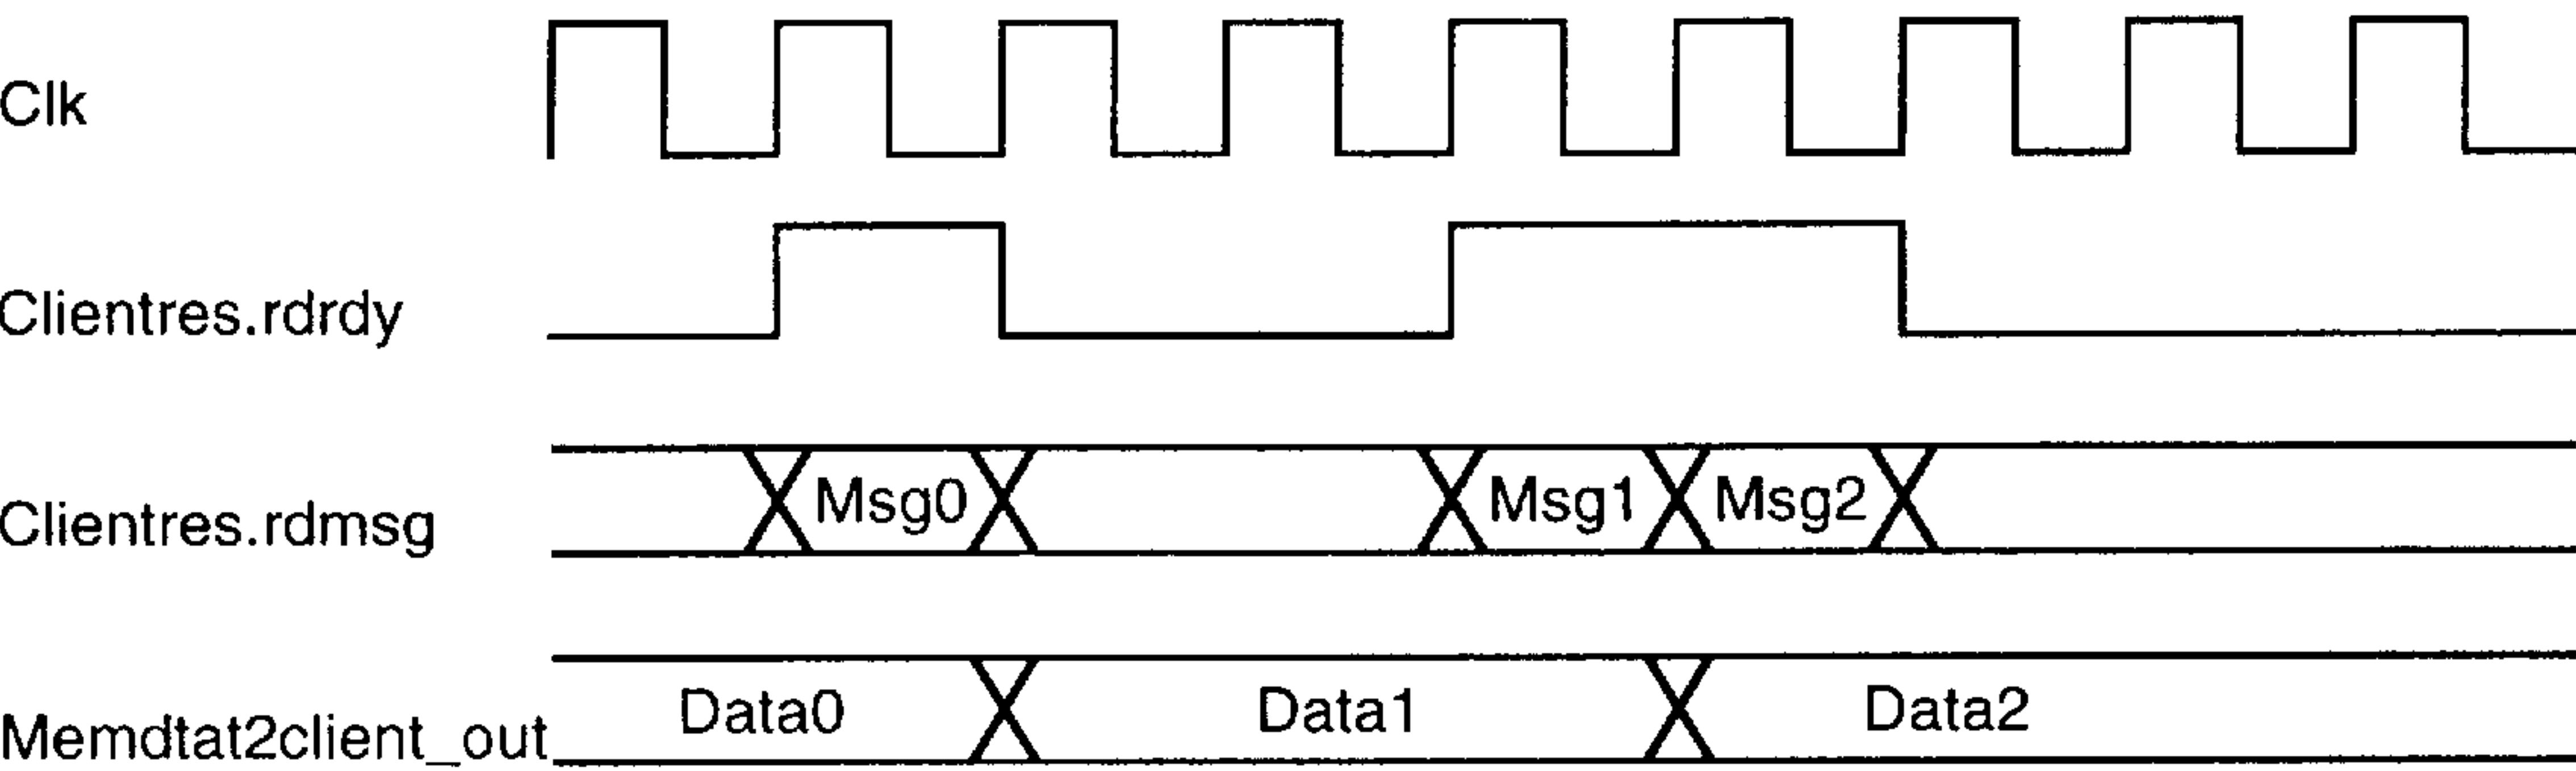 Clk
Clientres.rdrdy
Clientres.rdmsg Msg0 Msg1 Msg2
Memdtat2client_out Data0 Data1 Data2